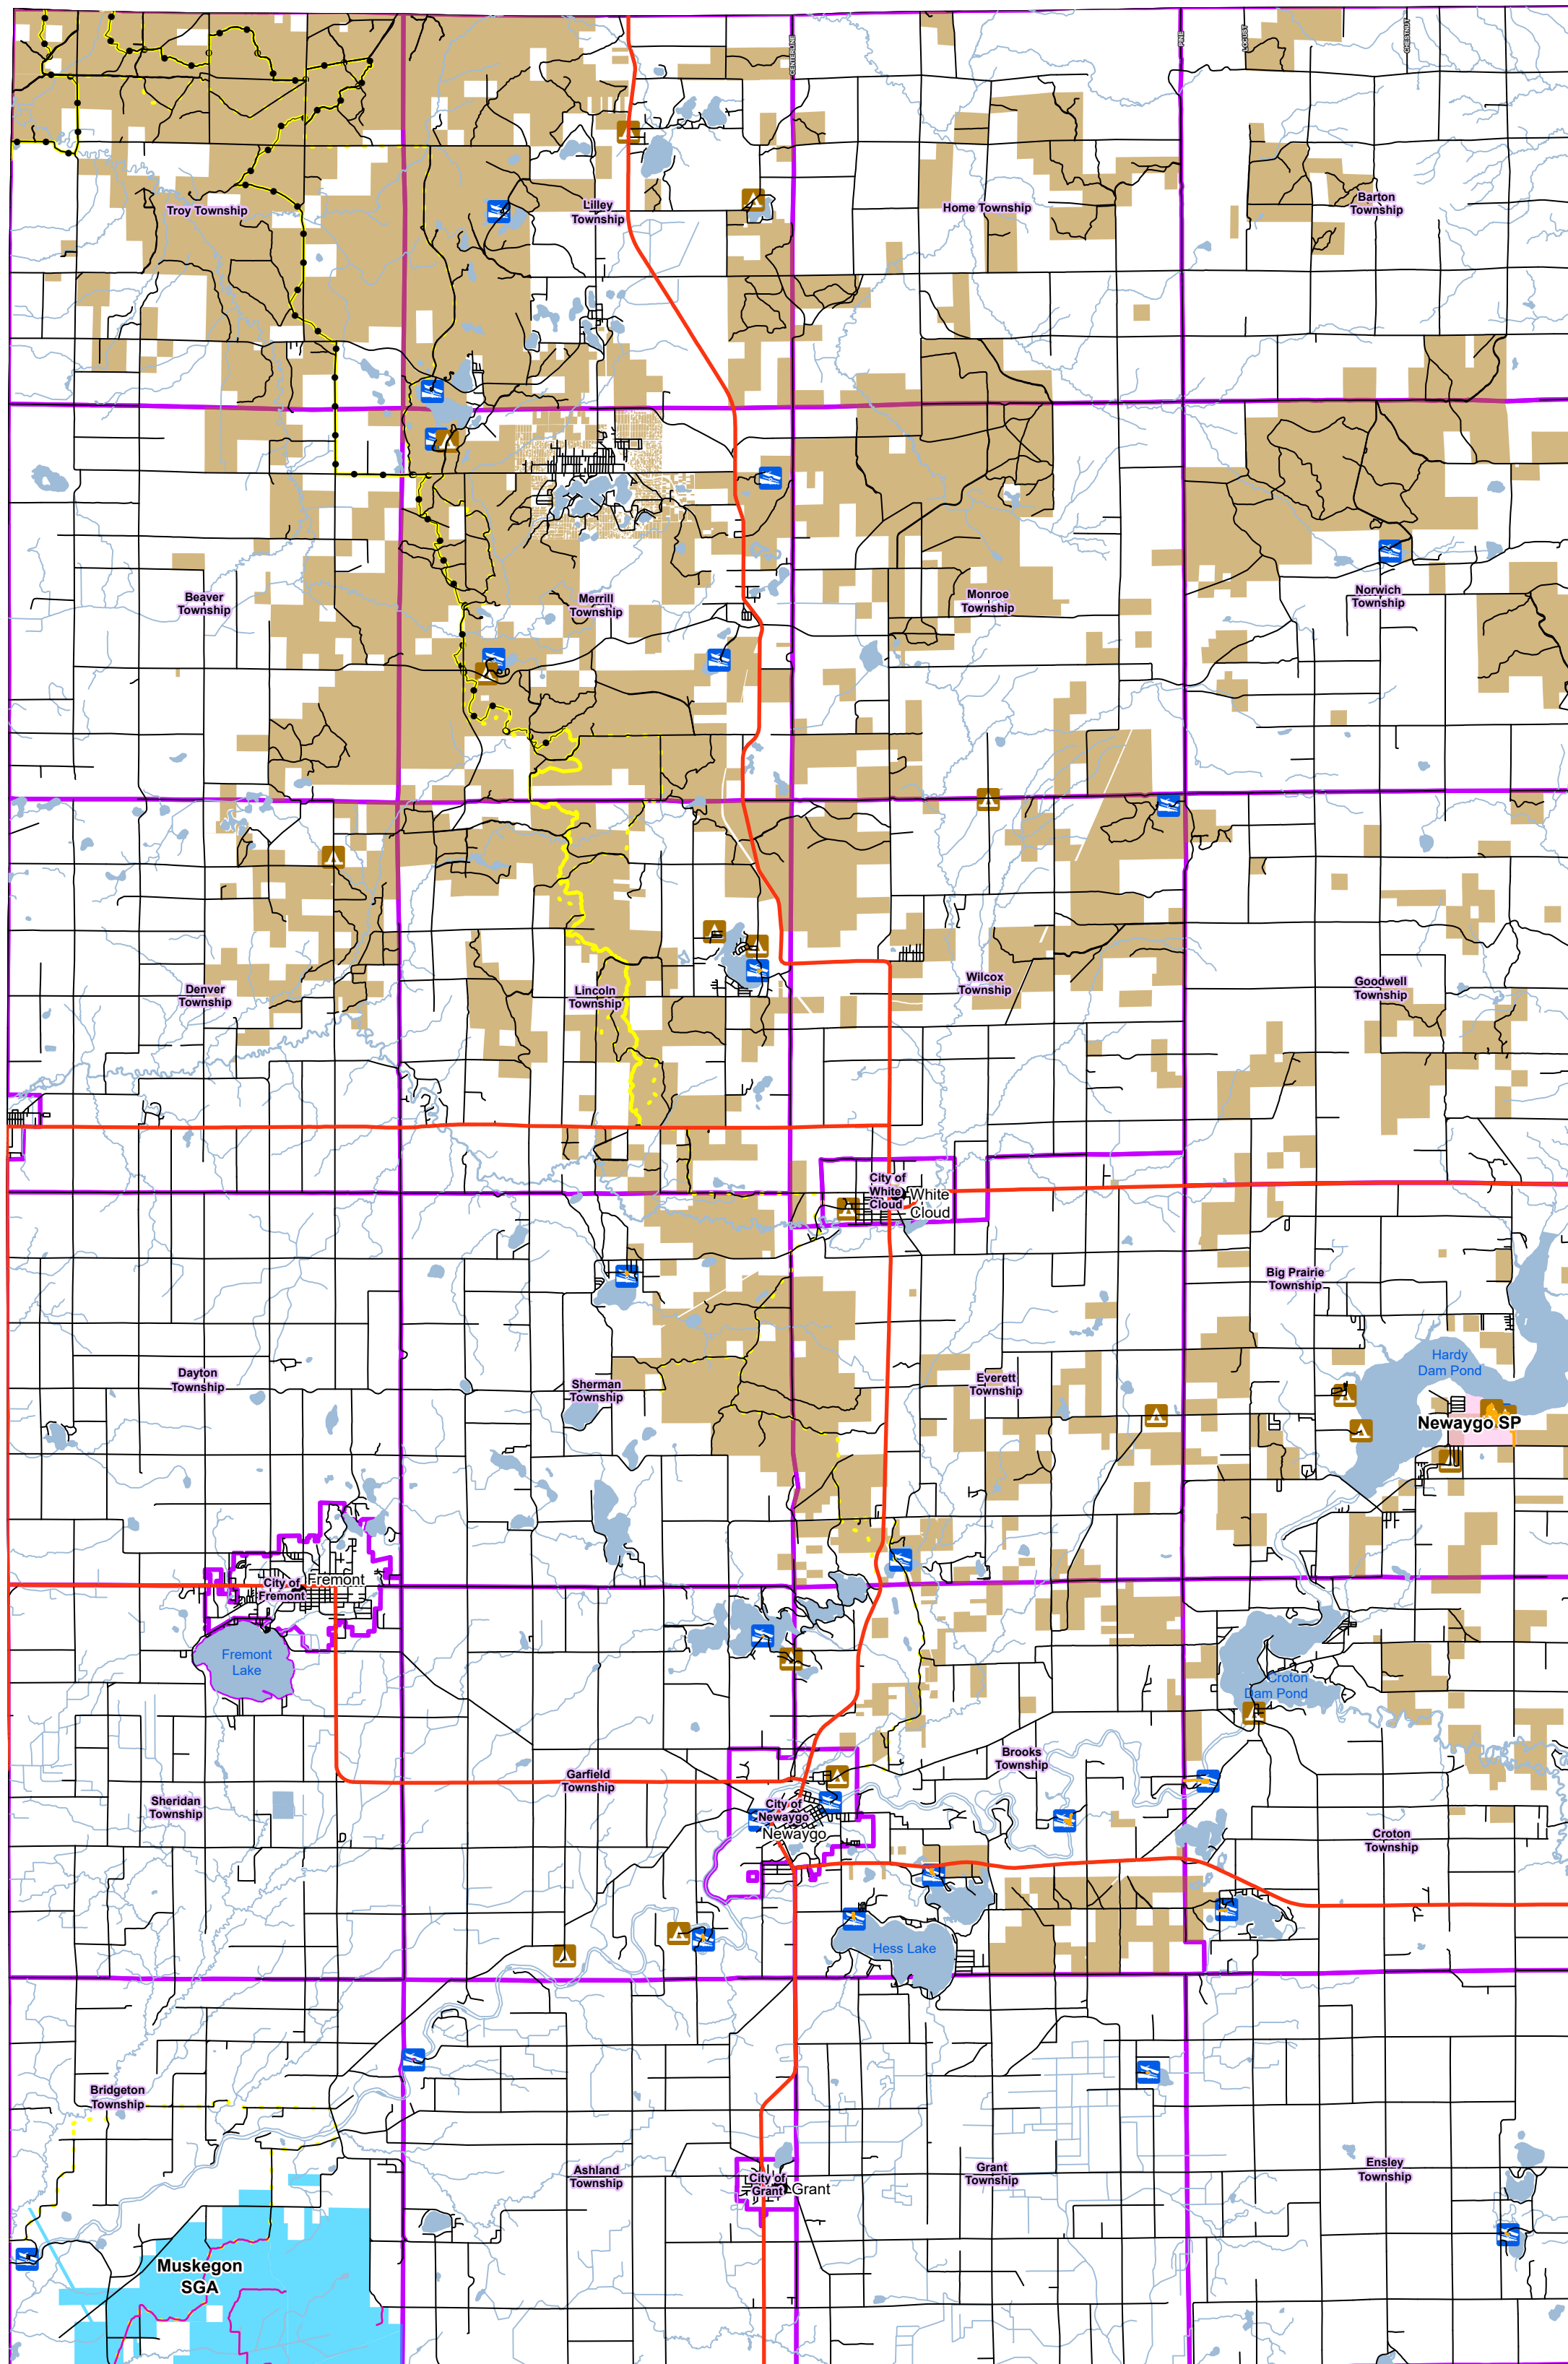 CENTERLINE
PINE
LOCUST
CHESTNUT
Troy Township
Lilley
Township
Home Township
Barton
Township
Beaver
Township
Merrill
Township
Monroe
Township
Norwich
Township
Denver
Township
Lincoln
Township
Wilcox
Township
Goodwell
Township
City of
White
Cloud
White
Cloud
Big Prairie
Township
Dayton
Township
Sherman
Township
Everett
Township
Hardy
Dam Pond
Newaygo SP
City of
Fremont
Fremont
Fremont
Lake
Croton
Dam Pond
Sheridan
Township
Garfield
Township
Brooks
Township
City of
Newaygo
Newaygo
Croton
Township
Hess Lake
Bridgeton
Township
Ashland
Township
City of
Grant
Grant
Grant
Township
Ensley
Township
Muskegon
SGA